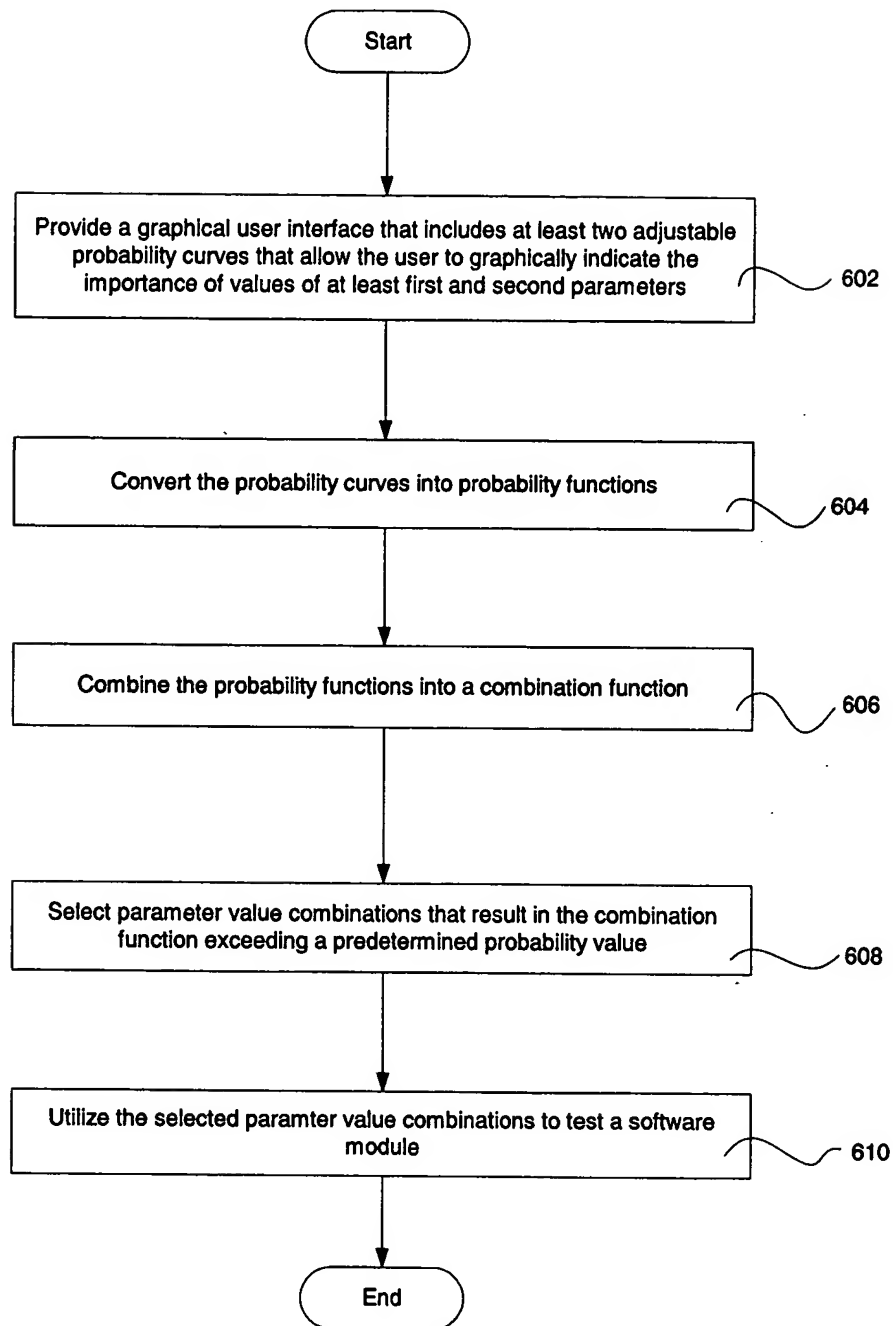 Start
Provide a graphical user interface that includes at least two adjustable
probability curves that allow the user to graphically indicate the
importance of values of at least first and second parameters
602
Convert the probability curves into probability functions
604
Combine the probability functions into a combination function
606
Select parameter value combinations that result in the combination
function exceeding a predetermined probability value
608
Utilize the selected paramter value combinations to test a software
module
610
End